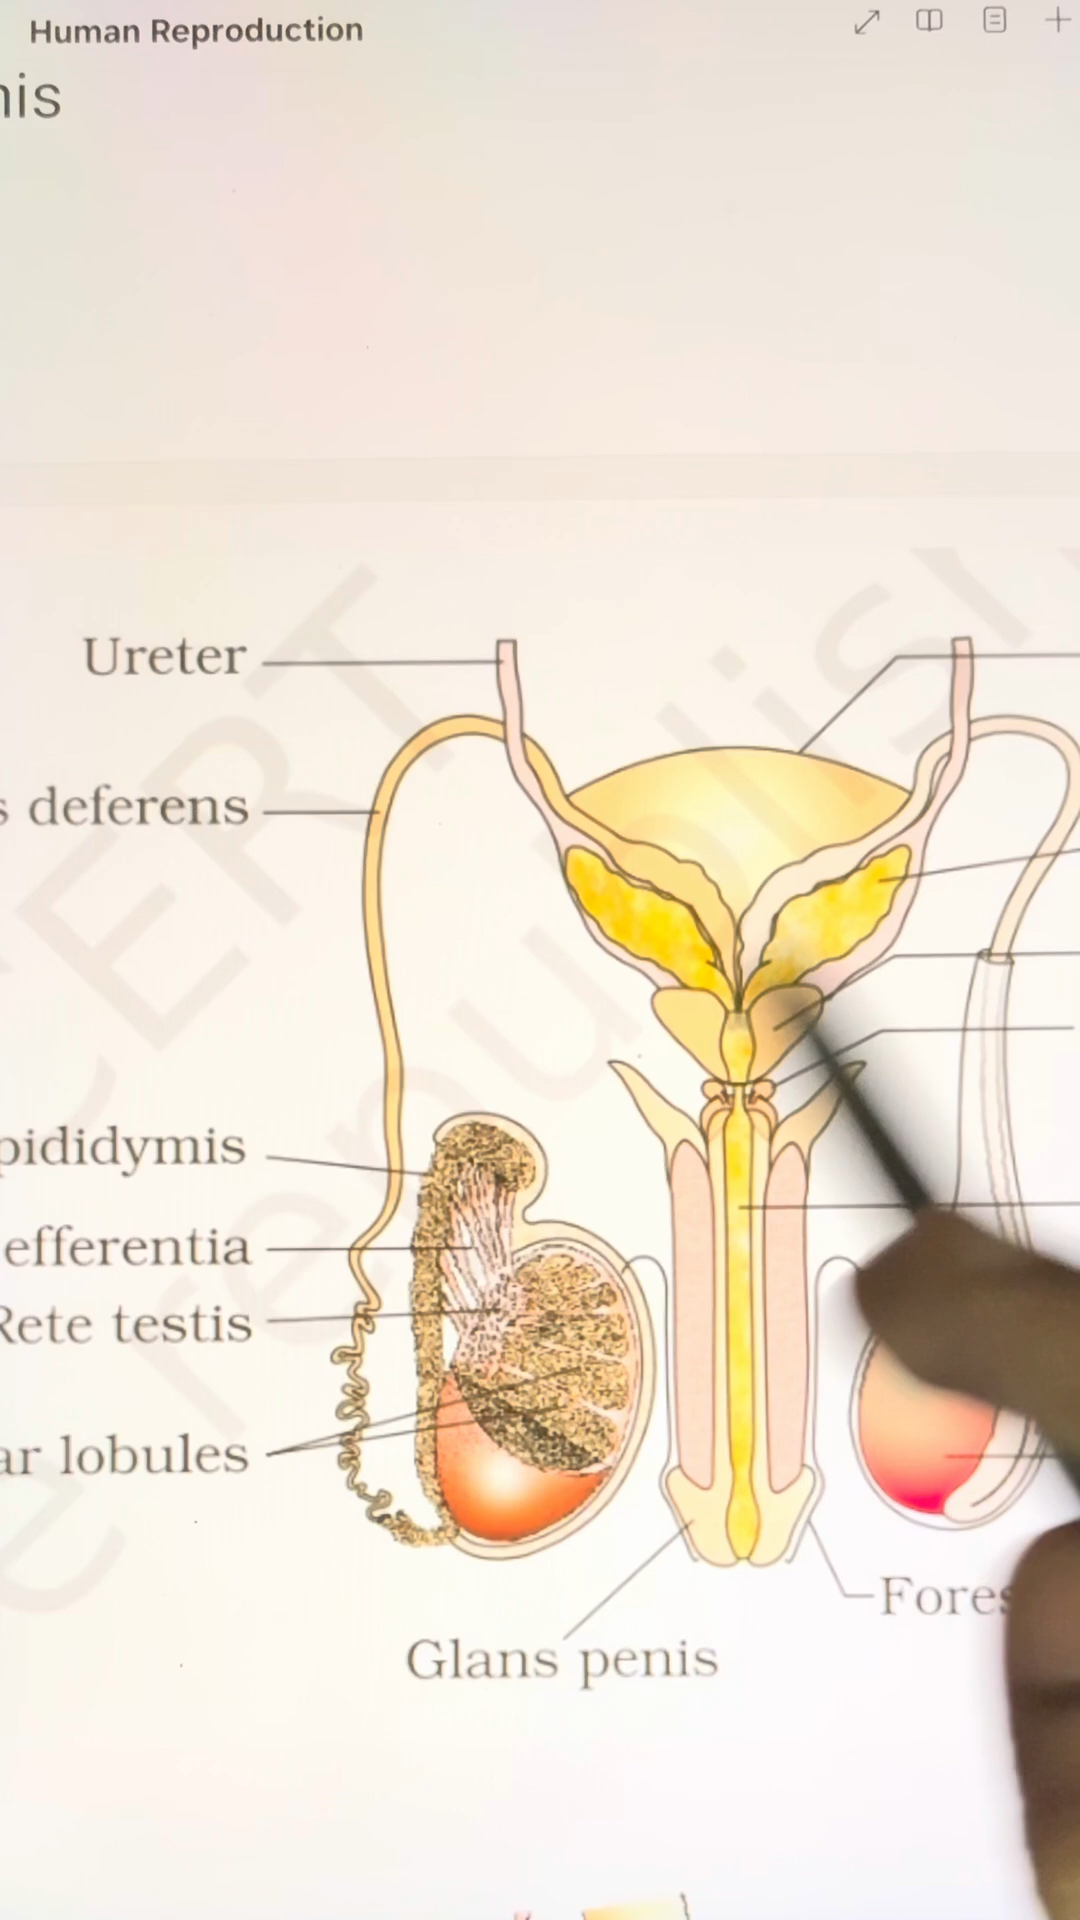 Human Reproduction
nis
Ureter
s deferens
pididymis
efferentia
Rete testis
ar lobules
Fores
Glans penis